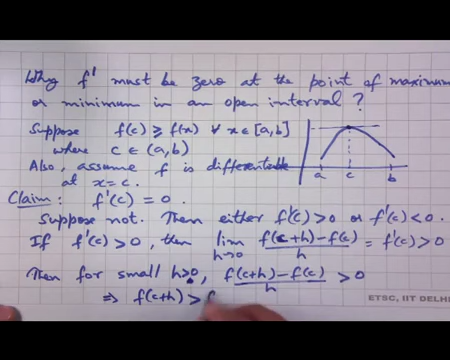 Why f' must be zero at the point of maximum
or minimum in an open interval ?
Suppose f(c) ≥ f(x) ∀ x ∈ [a,b]
where c ∈ (a,b)
Also, assume f is differentiable
at x=c.
a c b
Claim: f'(c) = 0.
Suppose not. Then either f'(c) > 0 or f'(c) < 0.
If f'(c) > 0, then lim h→0 f(c+h) - f(c) / h = f'(c) > 0
Then for small h>0, f(c+h) - f(c) / h > 0
⇒ f(c+h) > f
ETSC, IIT DELHI